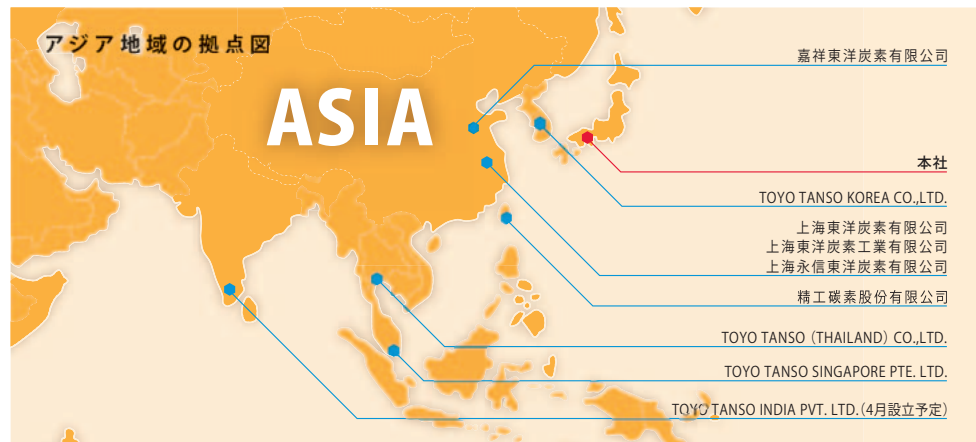 アジア地域の拠点図
ASIA
嘉祥東洋炭素有限公司
本社
TOYO TANSO KOREA CO.,LTD.
上海東洋炭素有限公司
上海東洋炭素工業有限公司
上海永信東洋炭素有限公司
精工碳素股份有限公司
TOYO TANSO (THAILAND) CO.,LTD.
TOYO TANSO SINGAPORE PTE. LTD.
TOYO TANSO INDIA PVT. LTD.(4月設立予定)